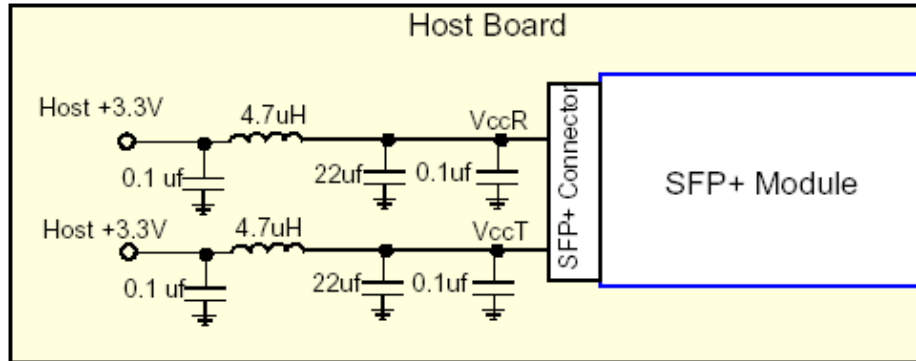 Host Board
Host +3.3V
4.7uH
VccR
0.1 uf
22uf
0.1uf
Host +3.3V
4.7uH
VccT
0.1 uf
22uf
0.1uf
SFP+ Connector
SFP+ Module